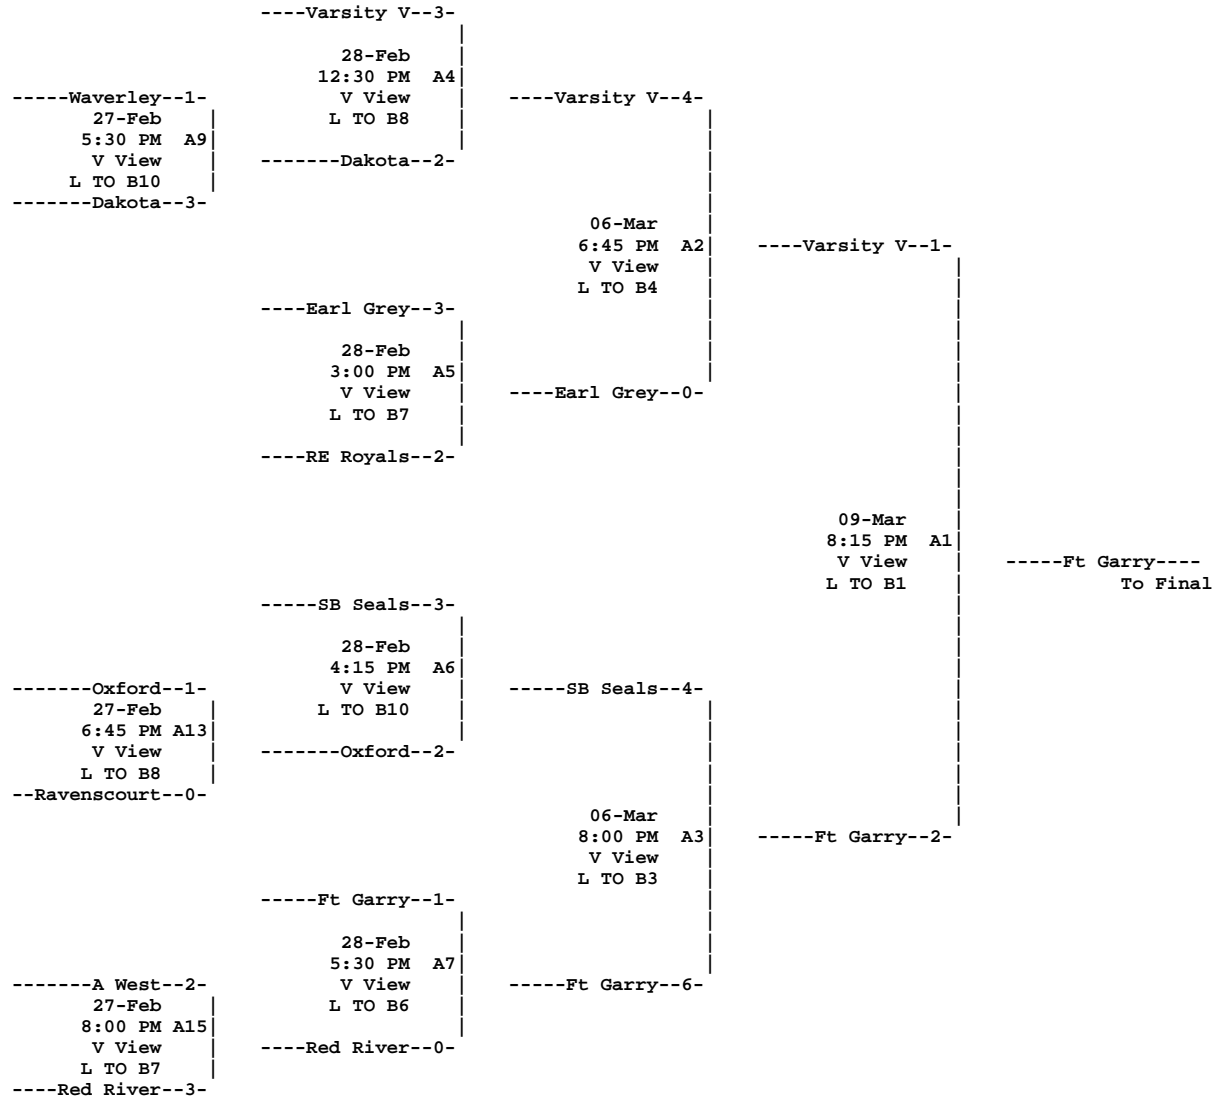 ----Varsity V--3-
28-Feb
12:30 PM A4
-----Waverley--1- V View ----Varsity V--4-
27-Feb L TO B8
5:30 PM A9
V View -------Dakota--2-
L TO B10
-------Dakota--3-
06-Mar
6:45 PM A2 ----Varsity V--1-
V View
L TO B4
----Earl Grey--3-
28-Feb
3:00 PM A5
V View ----Earl Grey--0-
L TO B7
----RE Royals--2-
09-Mar
8:15 PM A1
V View -----Ft Garry----
L TO B1 To Final
-----SB Seals--3-
28-Feb
4:15 PM A6
-------Oxford--1- V View -----SB Seals--4-
27-Feb L TO B10
6:45 PM A13
V View -------Oxford--2-
L TO B8
--Ravenscourt--0-
06-Mar
8:00 PM A3 -----Ft Garry--2-
V View
L TO B3
-----Ft Garry--1-
28-Feb
5:30 PM A7
-------A West--2- V View -----Ft Garry--6-
27-Feb L TO B6
8:00 PM A15
V View ----Red River--0-
L TO B7
----Red River--3-